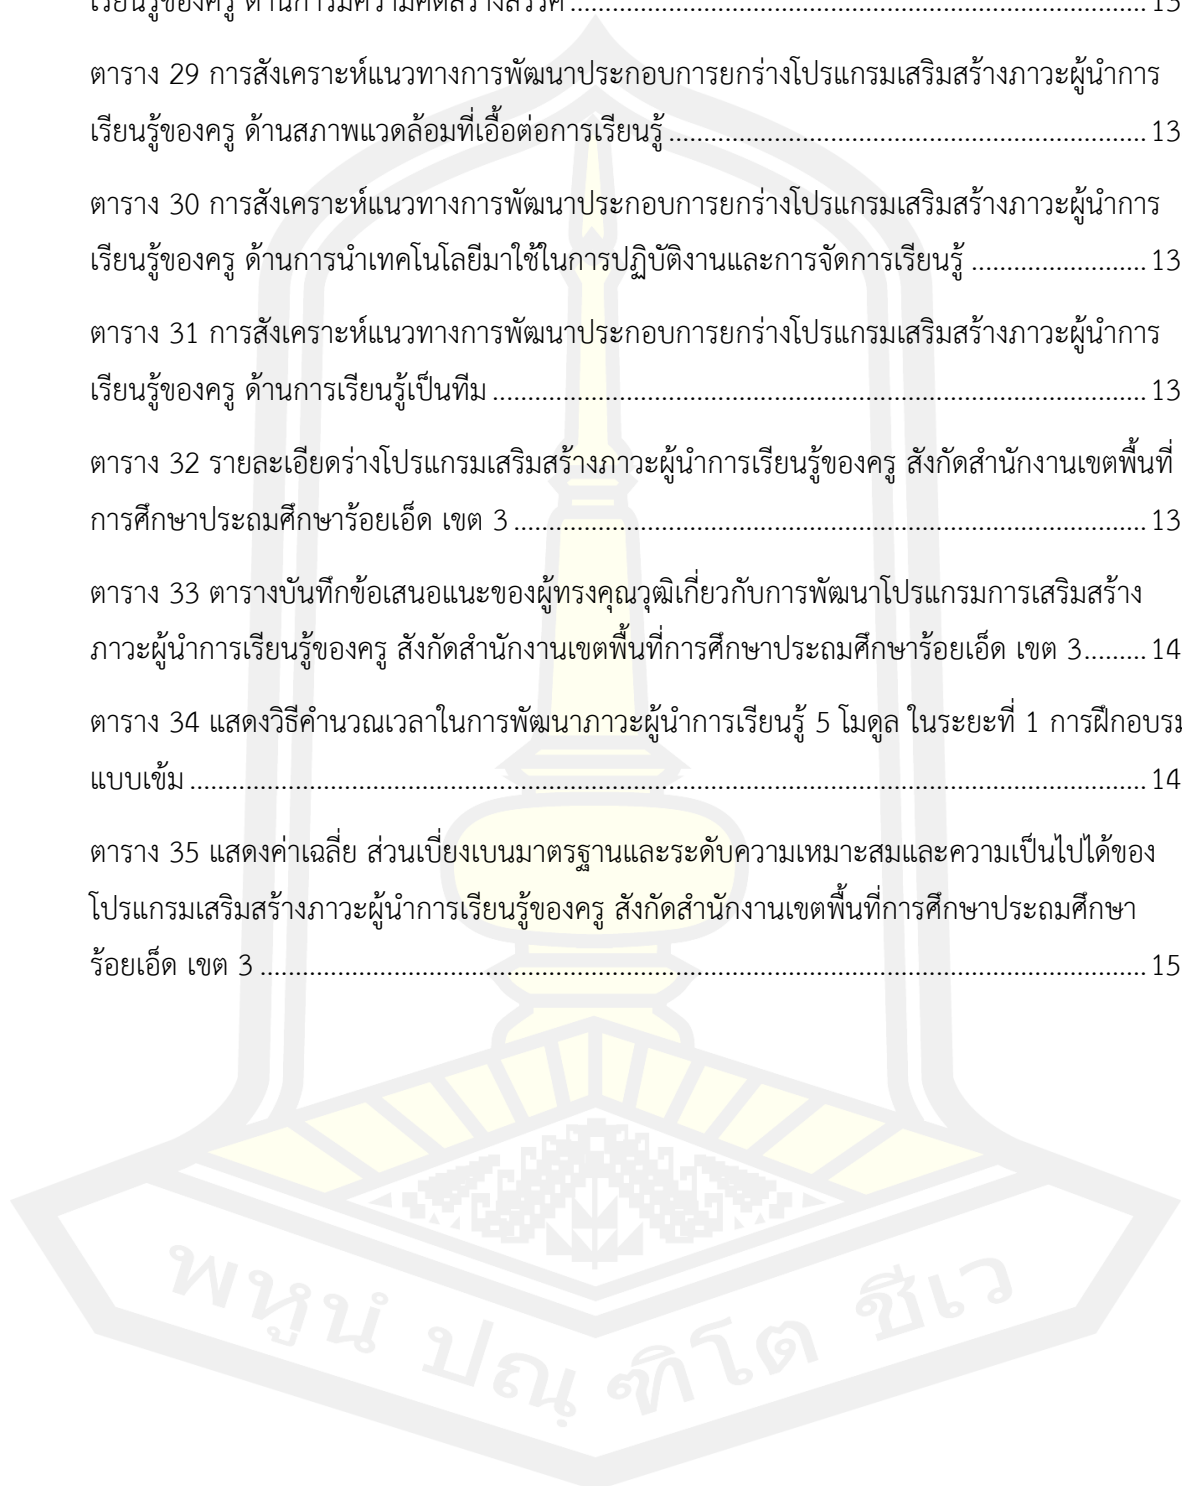 เรียนรู้ของครู ด้านการมีความคิดสร้างสรรค์ ........ 13
ตาราง 29 การสังเคราะห์แนวทางการพัฒนาประกอบการยกร่างโปรแกรมเสริมสร้างภาวะผู้นำการ
เรียนรู้ของครู ด้านสภาพแวดล้อมที่เอื้อต่อการเรียนรู้ ........ 13
ตาราง 30 การสังเคราะห์แนวทางการพัฒนาประกอบการยกร่างโปรแกรมเสริมสร้างภาวะผู้นำการ
เรียนรู้ของครู ด้านการนำเทคโนโลยีมาใช้ในการปฏิบัติงานและการจัดการเรียนรู้ ........ 13
ตาราง 31 การสังเคราะห์แนวทางการพัฒนาประกอบการยกร่างโปรแกรมเสริมสร้างภาวะผู้นำการ
เรียนรู้ของครู ด้านการเรียนรู้เป็นทีม ........ 13
ตาราง 32 รายละเอียดร่างโปรแกรมเสริมสร้างภาวะผู้นำการเรียนรู้ของครู สังกัดสำนักงานเขตพื้นที่
การศึกษาประถมศึกษาร้อยเอ็ด เขต 3 ........ 13
ตาราง 33 ตารางบันทึกข้อเสนอแนะของผู้ทรงคุณวุฒิเกี่ยวกับการพัฒนาโปรแกรมการเสริมสร้าง
ภาวะผู้นำการเรียนรู้ของครู สังกัดสำนักงานเขตพื้นที่การศึกษาประถมศึกษาร้อยเอ็ด เขต 3......... 14
ตาราง 34 แสดงวิธีคำนวณเวลาในการพัฒนาภาวะผู้นำการเรียนรู้ 5 โมดูล ในระยะที่ 1 การฝึกอบรม
แบบเข้ม ........ 14
ตาราง 35 แสดงค่าเฉลี่ย ส่วนเบี่ยงเบนมาตรฐานและระดับความเหมาะสมและความเป็นไปได้ของ
โปรแกรมเสริมสร้างภาวะผู้นำการเรียนรู้ของครู สังกัดสำนักงานเขตพื้นที่การศึกษาประถมศึกษา
ร้อยเอ็ด เขต 3 ........ 15
พหูนํ ปณฺฑิโต ชีเว